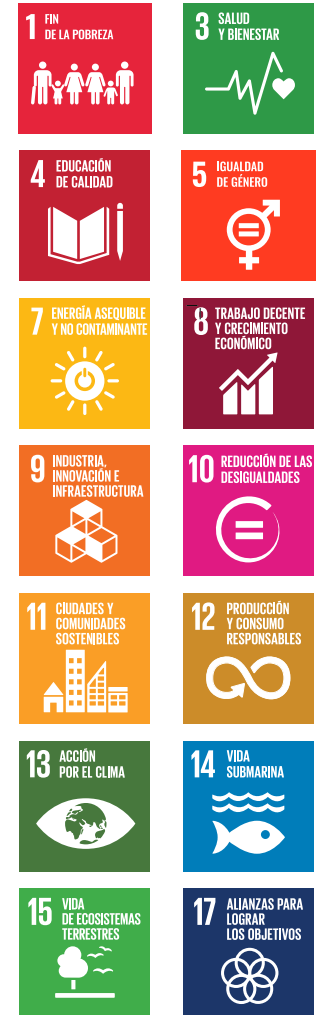 1 FIN
DE LA POBREZA
3 SALUD
Y BIENESTAR
4 EDUCACIÓN
DE CALIDAD
5 IGUALDAD
DE GÉNERO
7 ENERGÍA ASEQUIBLE
Y NO CONTAMINANTE
8 TRABAJO DECENTE
Y CRECIMIENTO
ECONÓMICO
9 INDUSTRIA,
INNOVACIÓN E
INFRAESTRUCTURA
10 REDUCCIÓN DE LAS
DESIGUALDADES
11 CIUDADES Y
COMUNIDADES
SOSTENIBLES
12 PRODUCCIÓN
Y CONSUMO
RESPONSABLES
13 ACCIÓN
POR EL CLIMA
14 VIDA
SUBMARINA
15 VIDA
DE ECOSISTEMAS
TERRESTRES
17 ALIANZAS PARA
LOGRAR
LOS OBJETIVOS